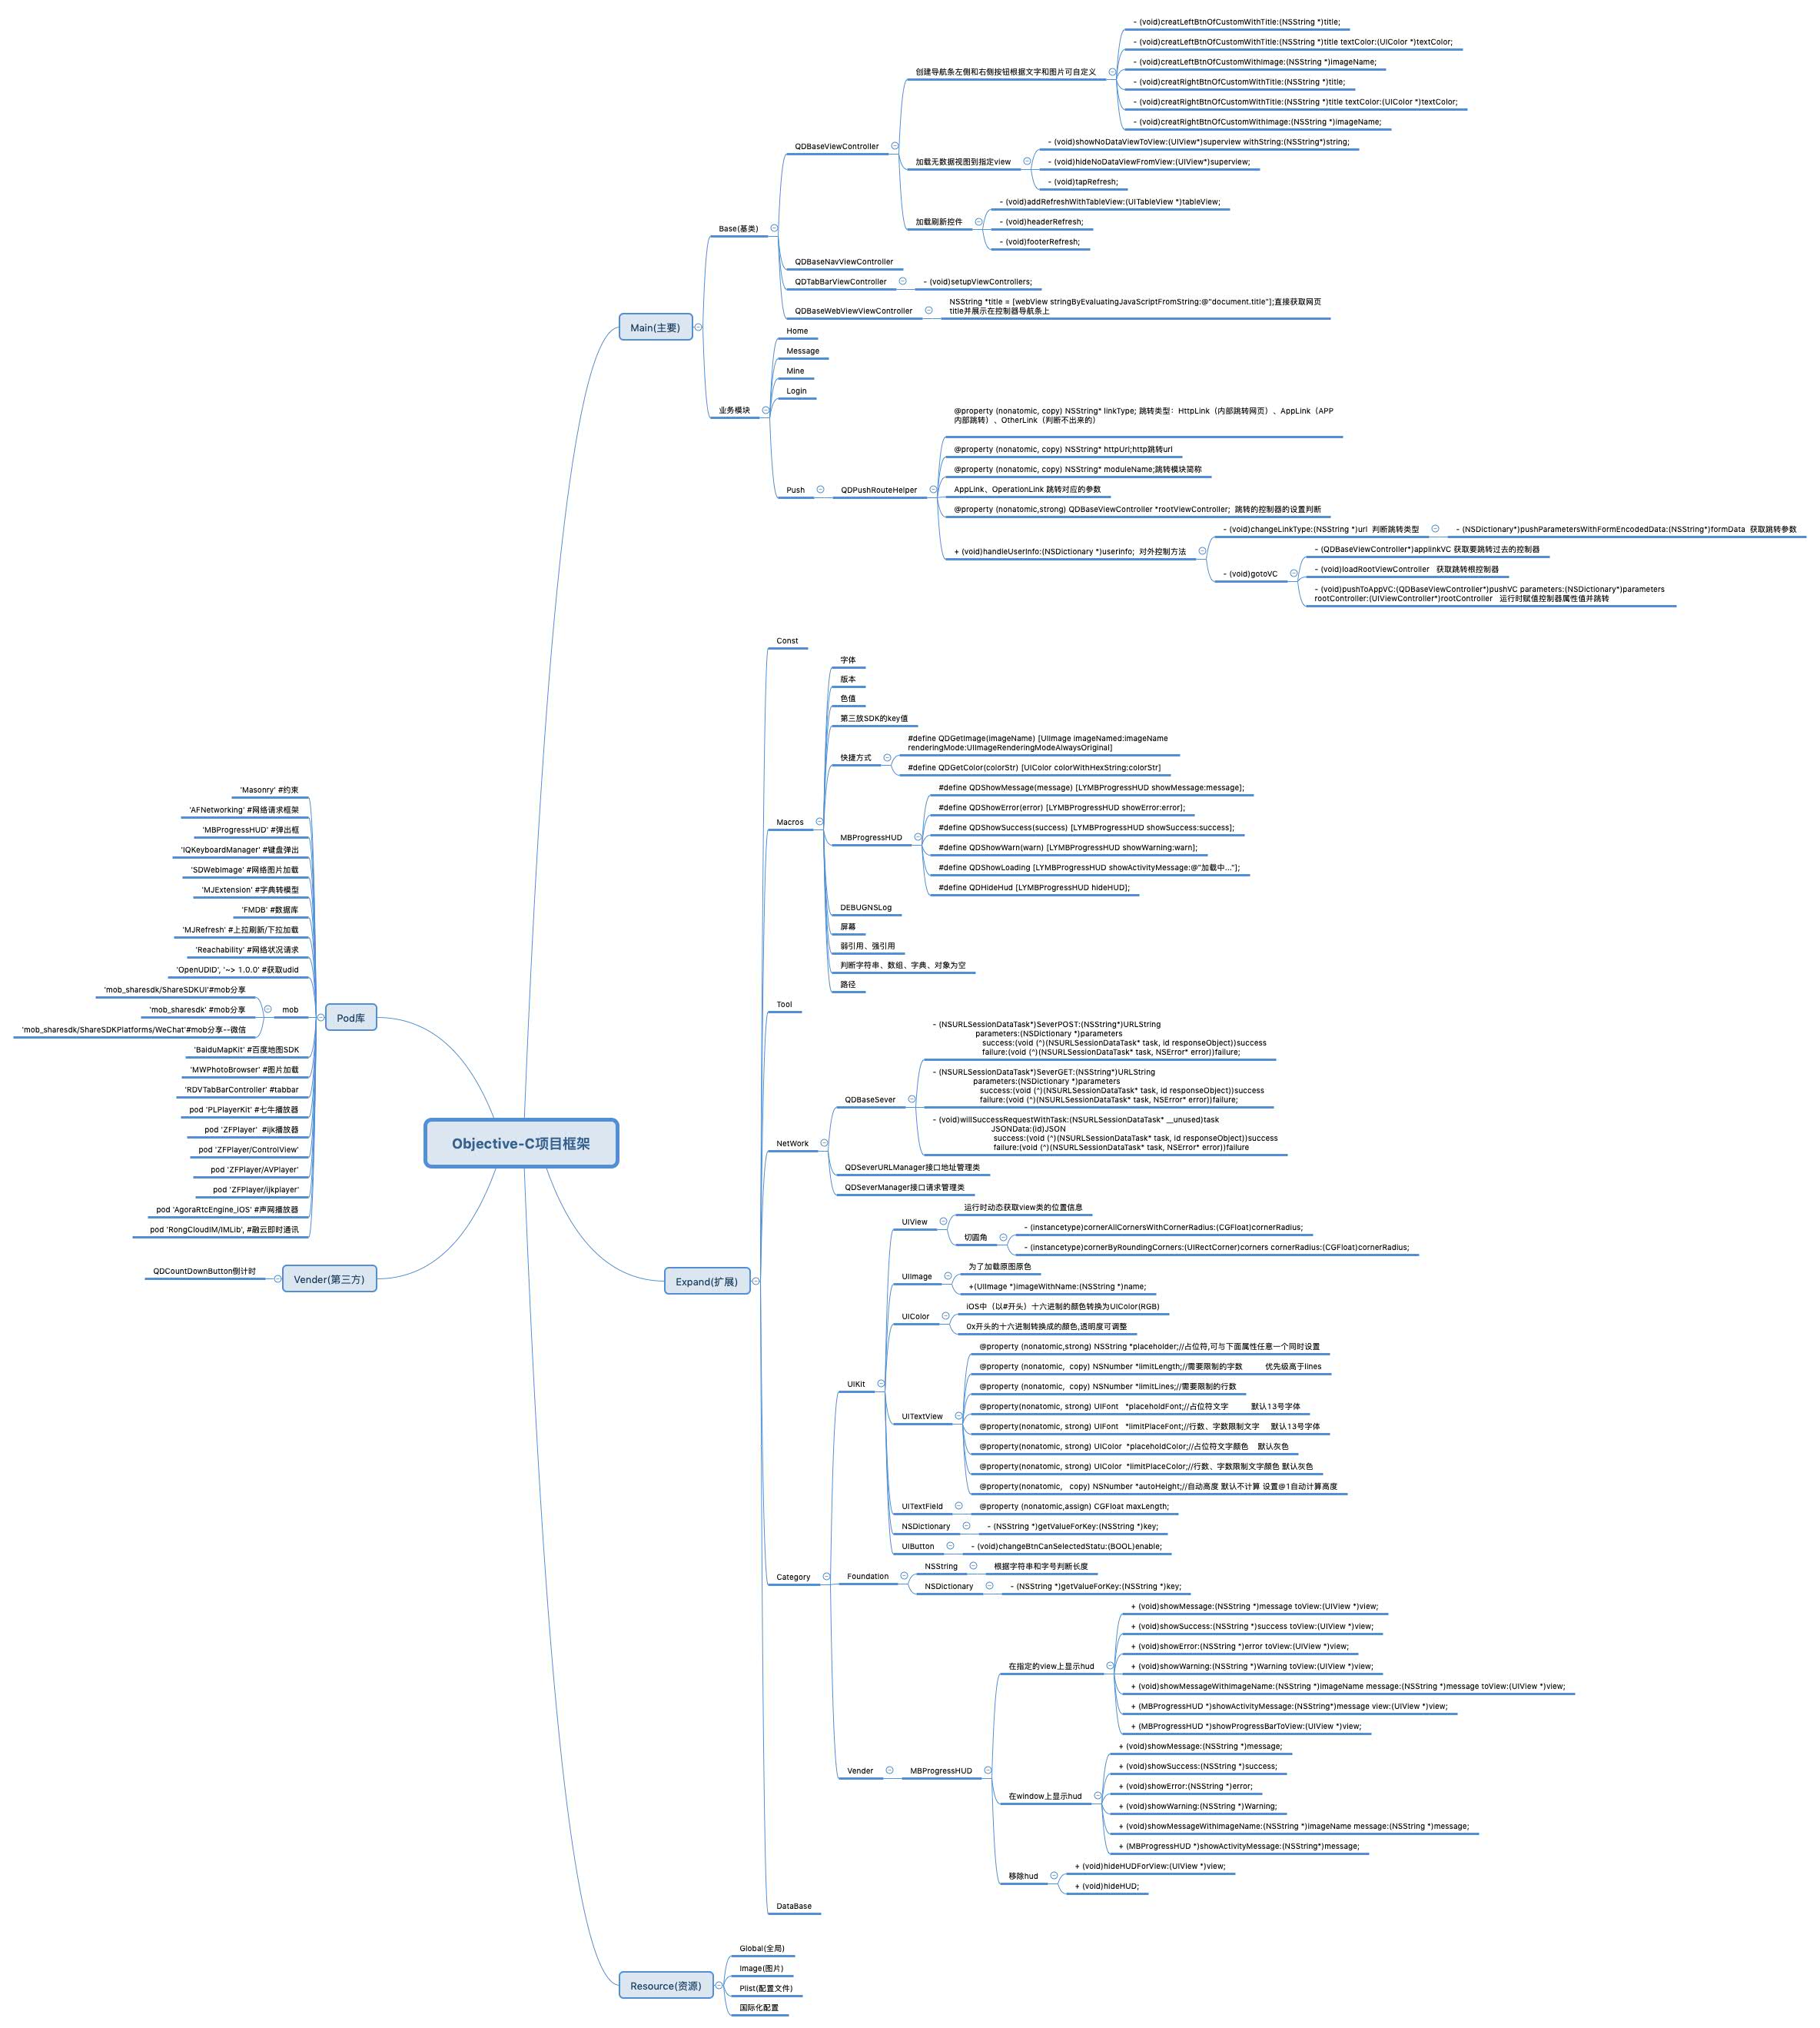 Objective-C项目框架
Main(主要)
Base(基类)
QDBaseViewController
创建导航条左侧和右侧按钮根据文字和图片可自定义
- (void)creatLeftBtnOfCustomWithTitle:(NSString *)title;
- (void)creatLeftBtnOfCustomWithTitle:(NSString *)title textColor:(UIColor *)textColor;
- (void)creatLeftBtnOfCustomWithImage:(NSString *)imageName;
- (void)creatRightBtnOfCustomWithTitle:(NSString *)title;
- (void)creatRightBtnOfCustomWithTitle:(NSString *)title textColor:(UIColor *)textColor;
- (void)creatRightBtnOfCustomWithImage:(NSString *)imageName;
加载无数据视图到指定view
- (void)showNoDataViewToView:(UIView*)superview withString:(NSString*)string;
- (void)hideNoDataViewFromView:(UIView*)superview;
- (void)tapRefresh;
加载刷新控件
- (void)addRefreshWithTableView:(UITableView *)tableView;
- (void)headerRefresh;
- (void)footerRefresh;
QDBaseNavViewController
QDTabBarViewController
- (void)setupViewControllers;
QDBaseWebViewViewController
NSString *title = [webView stringByEvaluatingJavaScriptFromString:@"document.title"];直接获取网页
title并展示在控制器导航条上
业务模块
Home
Message
Mine
Login
Push
QDPushRouteHelper
@property (nonatomic, copy) NSString* linkType; 跳转类型：HttpLink（内部跳转网页）、AppLink（APP
内部跳转）、OtherLink（判断不出来的）
@property (nonatomic, copy) NSString* httpUrl;http跳转url
@property (nonatomic, copy) NSString* moduleName;跳转模块简称
AppLink、OperationLink 跳转对应的参数
@property (nonatomic,strong) QDBaseViewController *rootViewController;  跳转的控制器的设置判断
+ (void)handleUserInfo:(NSDictionary *)userinfo;  对外控制方法
- (void)changeLinkType:(NSString *)url  判断跳转类型
- (NSDictionary*)pushParametersWithFormEncodedData:(NSString*)formData  获取跳转参数
- (void)gotoVC
- (QDBaseViewController*)applinkVC 获取要跳转过去的控制器
- (void)loadRootViewController   获取跳转根控制器
- (void)pushToAppVC:(QDBaseViewController*)pushVC parameters:(NSDictionary*)parameters
rootController:(UIViewController*)rootController   运行时赋值控制器属性值并跳转
Expand(扩展)
Const
Macros
字体
版本
色值
第三放SDK的key值
快捷方式
#define QDGetImage(imageName) [UIImage imageNamed:imageName
renderingMode:UIImageRenderingModeAlwaysOriginal]
#define QDGetColor(colorStr) [UIColor colorWithHexString:colorStr]
MBProgressHUD
#define QDShowMessage(message) [LYMBProgressHUD showMessage:message];
#define QDShowError(error) [LYMBProgressHUD showError:error];
#define QDShowSuccess(success) [LYMBProgressHUD showSuccess:success];
#define QDShowWarn(warn) [LYMBProgressHUD showWarning:warn];
#define QDShowLoading [LYMBProgressHUD showActivityMessage:@"加载中..."];
#define QDHideHud [LYMBProgressHUD hideHUD];
DEBUGNSLog
屏幕
弱引用、强引用
判断字符串、数组、字典、对象为空
路径
Tool
NetWork
QDBaseSever
- (NSURLSessionDataTask*)SeverPOST:(NSString*)URLString
parameters:(NSDictionary *)parameters
success:(void (^)(NSURLSessionDataTask* task, id responseObject))success
failure:(void (^)(NSURLSessionDataTask* task, NSError* error))failure;
- (NSURLSessionDataTask*)SeverGET:(NSString*)URLString
parameters:(NSDictionary *)parameters
success:(void (^)(NSURLSessionDataTask* task, id responseObject))success
failure:(void (^)(NSURLSessionDataTask* task, NSError* error))failure;
- (void)willSuccessRequestWithTask:(NSURLSessionDataTask* __unused)task
JSONData:(id)JSON
success:(void (^)(NSURLSessionDataTask* task, id responseObject))success
failure:(void (^)(NSURLSessionDataTask* task, NSError* error))failure
QDSeverURLManager接口地址管理类
QDSeverManager接口请求管理类
Category
UIKit
UIView
运行时动态获取view类的位置信息
切圆角
- (instancetype)cornerAllCornersWithCornerRadius:(CGFloat)cornerRadius;
- (instancetype)cornerByRoundingCorners:(UIRectCorner)corners cornerRadius:(CGFloat)cornerRadius;
UIImage
为了加载原图原色
+(UIImage *)imageWithName:(NSString *)name;
UIColor
iOS中（以#开头）十六进制的颜色转换为UIColor(RGB)
0x开头的十六进制转换成的颜色,透明度可调整
UITextView
@property (nonatomic,strong) NSString *placeholder;//占位符,可与下面属性任意一个同时设置
@property (nonatomic,  copy) NSNumber *limitLength;//需要限制的字数          优先级高于lines
@property (nonatomic,  copy) NSNumber *limitLines;//需要限制的行数
@property(nonatomic, strong) UIFont   *placeholdFont;//占位符文字          默认13号字体
@property(nonatomic, strong) UIFont   *limitPlaceFont;//行数、字数限制文字     默认13号字体
@property(nonatomic, strong) UIColor  *placeholdColor;//占位符文字颜色    默认灰色
@property(nonatomic, strong) UIColor  *limitPlaceColor;//行数、字数限制文字颜色 默认灰色
@property(nonatomic,   copy) NSNumber *autoHeight;//自动高度 默认不计算 设置@1自动计算高度
UITextField
@property (nonatomic,assign) CGFloat maxLength;
NSDictionary
- (NSString *)getValueForKey:(NSString *)key;
UIButton
- (void)changeBtnCanSelectedStatu:(BOOL)enable;
Foundation
NSString
根据字符串和字号判断长度
NSDictionary
- (NSString *)getValueForKey:(NSString *)key;
Vender
MBProgressHUD
在指定的view上显示hud
+ (void)showMessage:(NSString *)message toView:(UIView *)view;
+ (void)showSuccess:(NSString *)success toView:(UIView *)view;
+ (void)showError:(NSString *)error toView:(UIView *)view;
+ (void)showWarning:(NSString *)Warning toView:(UIView *)view;
+ (void)showMessageWithImageName:(NSString *)imageName message:(NSString *)message toView:(UIView *)view;
+ (MBProgressHUD *)showActivityMessage:(NSString*)message view:(UIView *)view;
+ (MBProgressHUD *)showProgressBarToView:(UIView *)view;
在window上显示hud
+ (void)showMessage:(NSString *)message;
+ (void)showSuccess:(NSString *)success;
+ (void)showError:(NSString *)error;
+ (void)showWarning:(NSString *)Warning;
+ (void)showMessageWithImageName:(NSString *)imageName message:(NSString *)message;
+ (MBProgressHUD *)showActivityMessage:(NSString*)message;
移除hud
+ (void)hideHUDForView:(UIView *)view;
+ (void)hideHUD;
DataBase
Resource(资源)
Global(全局)
Image(图片)
Plist(配置文件)
国际化配置
Pod库
'Masonry' #约束
'AFNetworking' #网络请求框架
'MBProgressHUD' #弹出框
'IQKeyboardManager' #键盘弹出
'SDWebImage' #网络图片加载
'MJExtension' #字典转模型
'FMDB' #数据库
'MJRefresh' #上拉刷新/下拉加载
'Reachability' #网络状况请求
'OpenUDID', '~> 1.0.0' #获取udid
mob
'mob_sharesdk/ShareSDKUI'#mob分享
'mob_sharesdk' #mob分享
'mob_sharesdk/ShareSDKPlatforms/WeChat'#mob分享--微信
'BaiduMapKit' #百度地图SDK
'MWPhotoBrowser' #图片加载
'RDVTabBarController' #tabbar
pod 'PLPlayerKit' #七牛播放器
pod 'ZFPlayer'  #ijk播放器
pod 'ZFPlayer/ControlView'
pod 'ZFPlayer/AVPlayer'
pod 'ZFPlayer/ijkplayer'
pod 'AgoraRtcEngine_iOS' #声网播放器
pod 'RongCloudIM/IMLib', #融云即时通讯
Vender(第三方)
QDCountDownButton倒计时